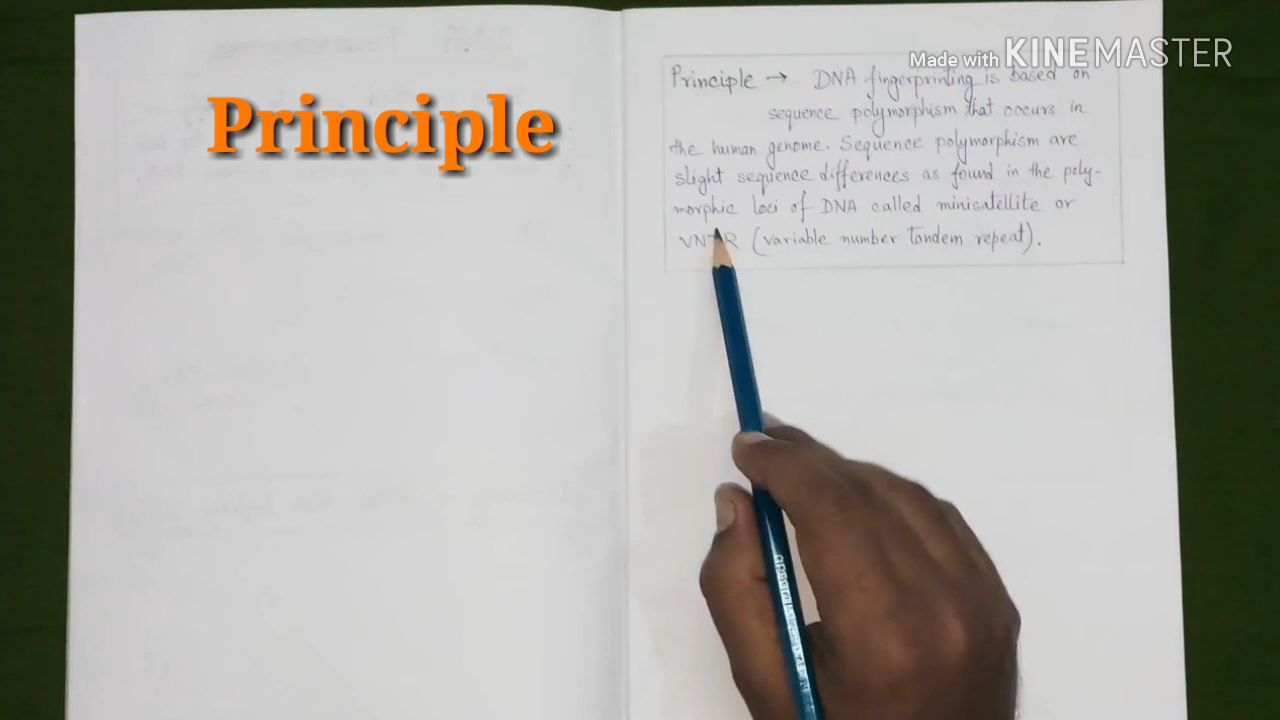 Made with KINEMASTER
Principle
Principle → DNA fingerprinting is based on
sequence polymorphism that occurs in
the human genome. Sequence polymorphism are
slight sequence differences as found in the poly-
morphic loci of DNA called minisatellite or
VNTR (variable number tandem repeat).
apsara